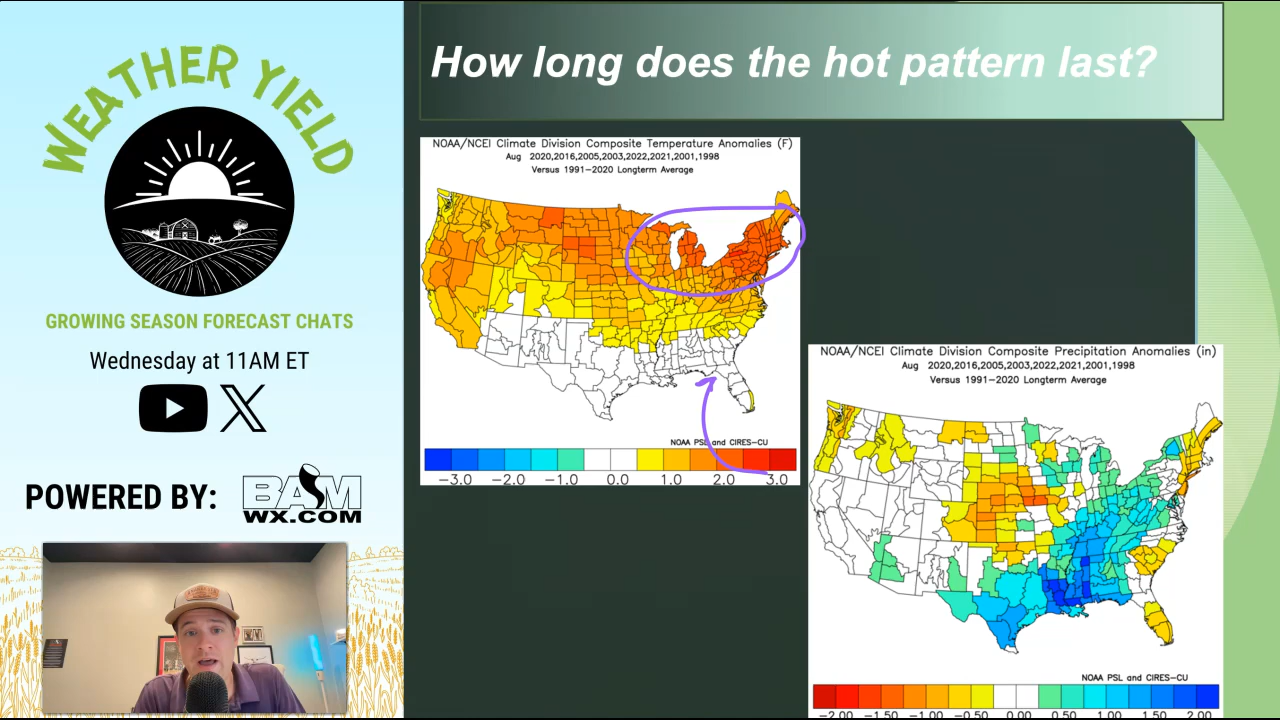 WEATHER YIELD
GROWING SEASON FORECAST CHATS
Wednesday at 11AM ET
POWERED BY:
BAM
WX.COM
How long does the hot pattern last?
NOAA/NCEI Climate Division Composite Temperature Anomalies (F)
Aug 2020,2016,2005,2003,2022,2021,2001,1998
Versus 1991-2020 Longterm Average
NOAA PSL and CIRES-CU
-3.0 -2.0 -1.0 0.0 1.0 2.0 3.0
NOAA/NCEI Climate Division Composite Precipitation Anomalies (in)
Aug 2020,2016,2005,2003,2022,2021,2001,1998
Versus 1991-2020 Longterm Average
NOAA PSL and CIRES-CU
-2.00 -1.50 -1.00 -0.50 0.00 0.50 1.00 1.50 2.00